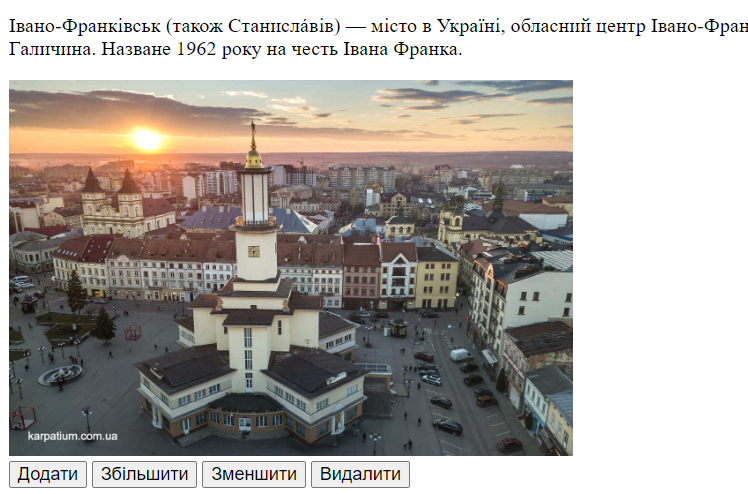 Івано-Франківськ (також Станисла́вів) — місто в Україні, обласний центр Івано-Фран
Галичина. Назване 1962 року на честь Івана Франка.
karpatium.com.ua
Додати Збільшити Зменшити Видалити